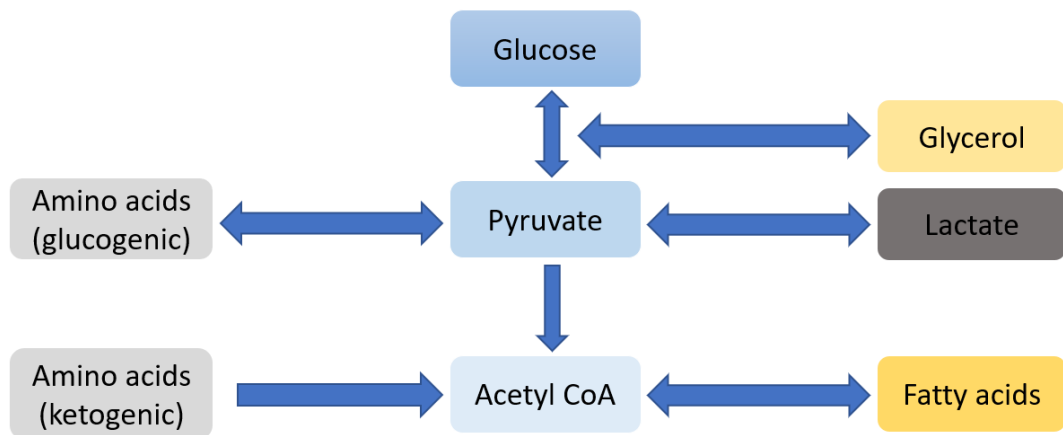 Glucose
Glycerol
Amino acids
(glucogenic)
Pyruvate
Lactate
Amino acids
(ketogenic)
Acetyl CoA
Fatty acids